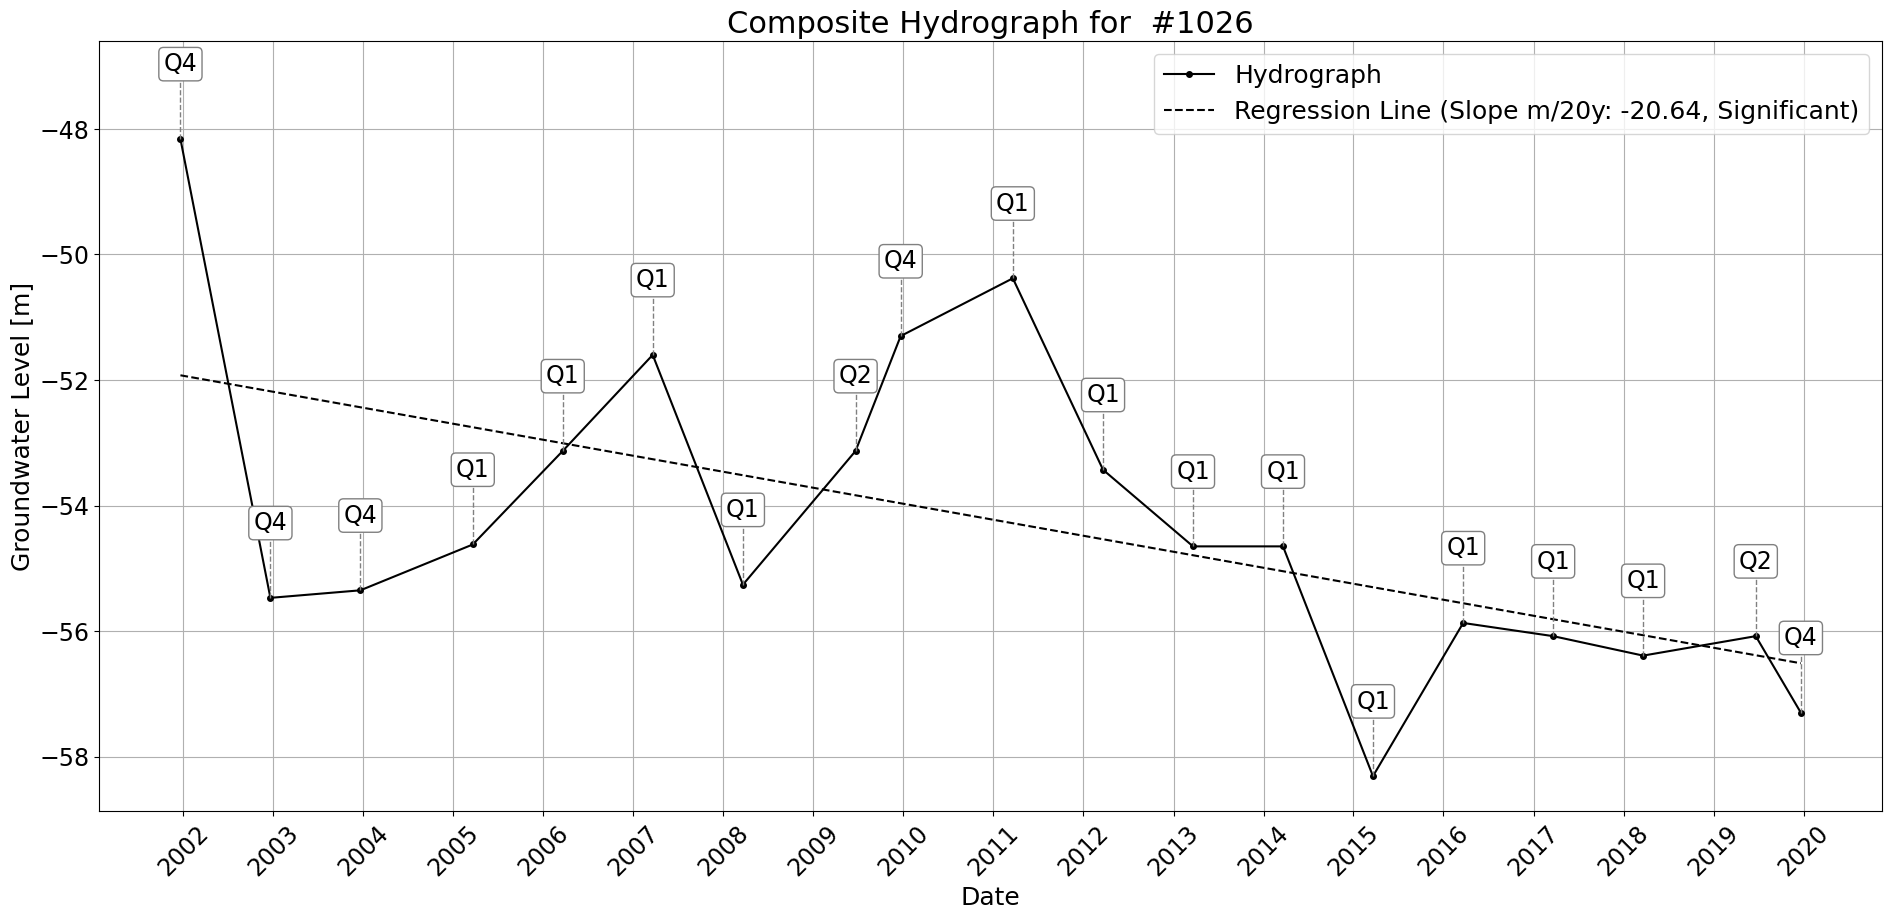 Composite Hydrograph for  #1026
Hydrograph
Regression Line (Slope m/20y: -20.64, Significant)
Groundwater Level [m]
−48
−50
−52
−54
−56
−58
Q4
Q4
Q4
Q1
Q1
Q1
Q1
Q2
Q4
Q1
Q1
Q1
Q1
Q1
Q1
Q1
Q1
Q2
Q4
2002
2003
2004
2005
2006
2007
2008
2009
2010
2011
2012
2013
2014
2015
2016
2017
2018
2019
2020
Date